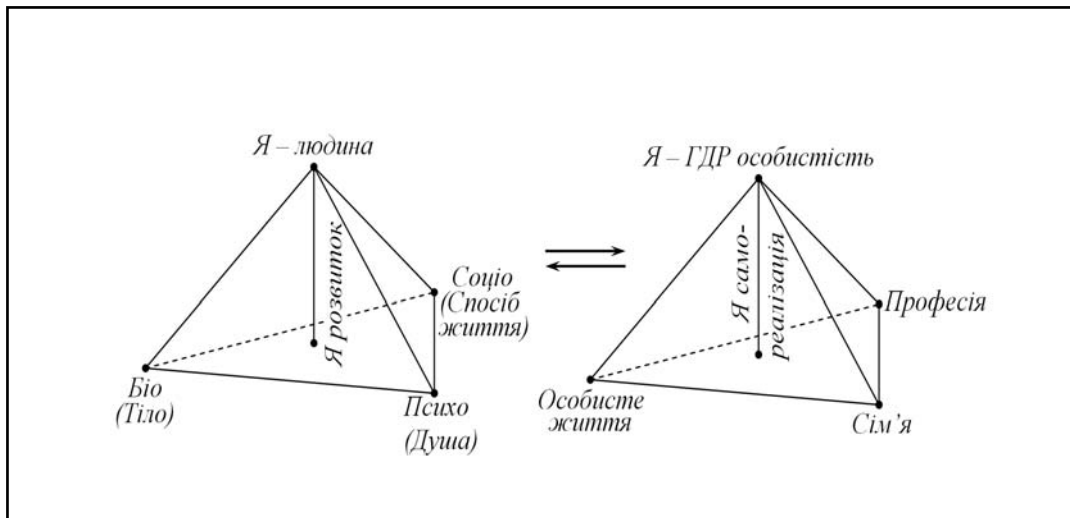 Я – людина
Я розвиток
Соціо
(Спосіб
життя)
Біо
(Тіло)
Психо
(Душа)
Я – ГДР особистість
Я само-
реалізація
Професія
Особисте
життя
Сім’я